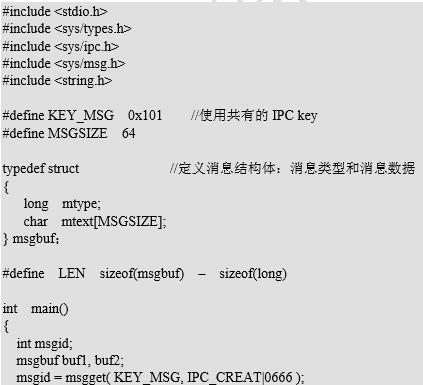 #include <stdio.h>
#include <sys/types.h>
#include <sys/ipc.h>
#include <sys/msg.h>
#include <string.h>
#define KEY_MSG 0x101 //使用共有的 IPC key
#define MSGSIZE 64
typedef struct //定义消息结构体：消息类型和消息数据
{
long mtype;
char mtext[MSGSIZE];
} msgbuf；
#define LEN sizeof(msgbuf) – sizeof(long)
int main()
{
int msgid;
msgbuf buf1, buf2;
msgid = msgget( KEY_MSG, IPC_CREAT|0666 );